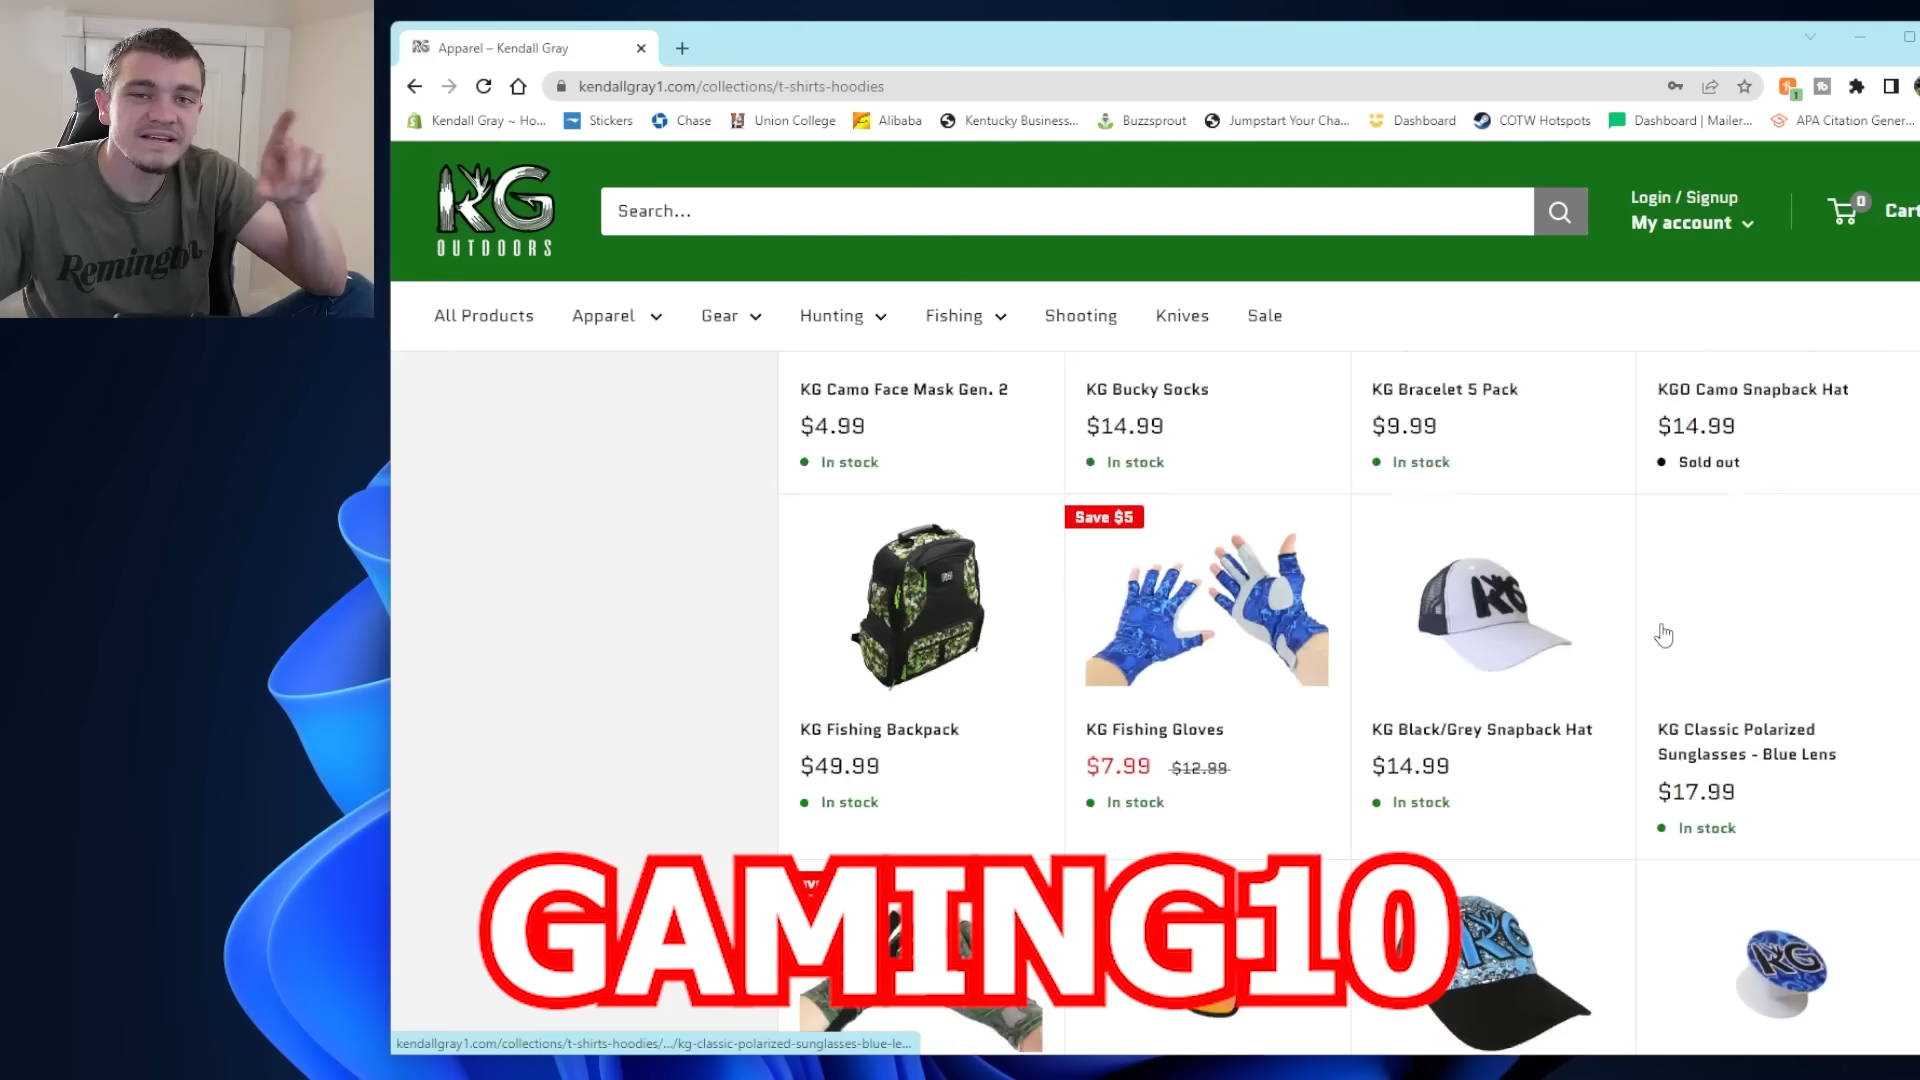 Apparel – Kendall Gray
kendallgray1.com/collections/t-shirts-hoodies
Kendall Gray ~ Ho...
Stickers
Chase
Union College
Alibaba
Kentucky Business...
Buzzsprout
Jumpstart Your Cha...
Dashboard
COTW Hotspots
Dashboard | Mailer...
APA Citation Gener...
KG
OUTDOORS
Search...
Login / Signup
My account
0
Cart
Remington
All Products
Apparel
Gear
Hunting
Fishing
Shooting
Knives
Sale
KG Camo Face Mask Gen. 2
$4.99
In stock
KG Bucky Socks
$14.99
In stock
KG Bracelet 5 Pack
$9.99
In stock
KGO Camo Snapback Hat
$14.99
Sold out
Save $5
KG
KG Fishing Backpack
$49.99
In stock
KG Fishing Gloves
$7.99 $12.99
In stock
KG Black/Grey Snapback Hat
$14.99
In stock
KG Classic Polarized
Sunglasses - Blue Lens
$17.99
In stock
GAMING10
KG
KG
kendallgray1.com/collections/t-shirts-hoodies/.../kg-classic-polarized-sunglasses-blue-le...